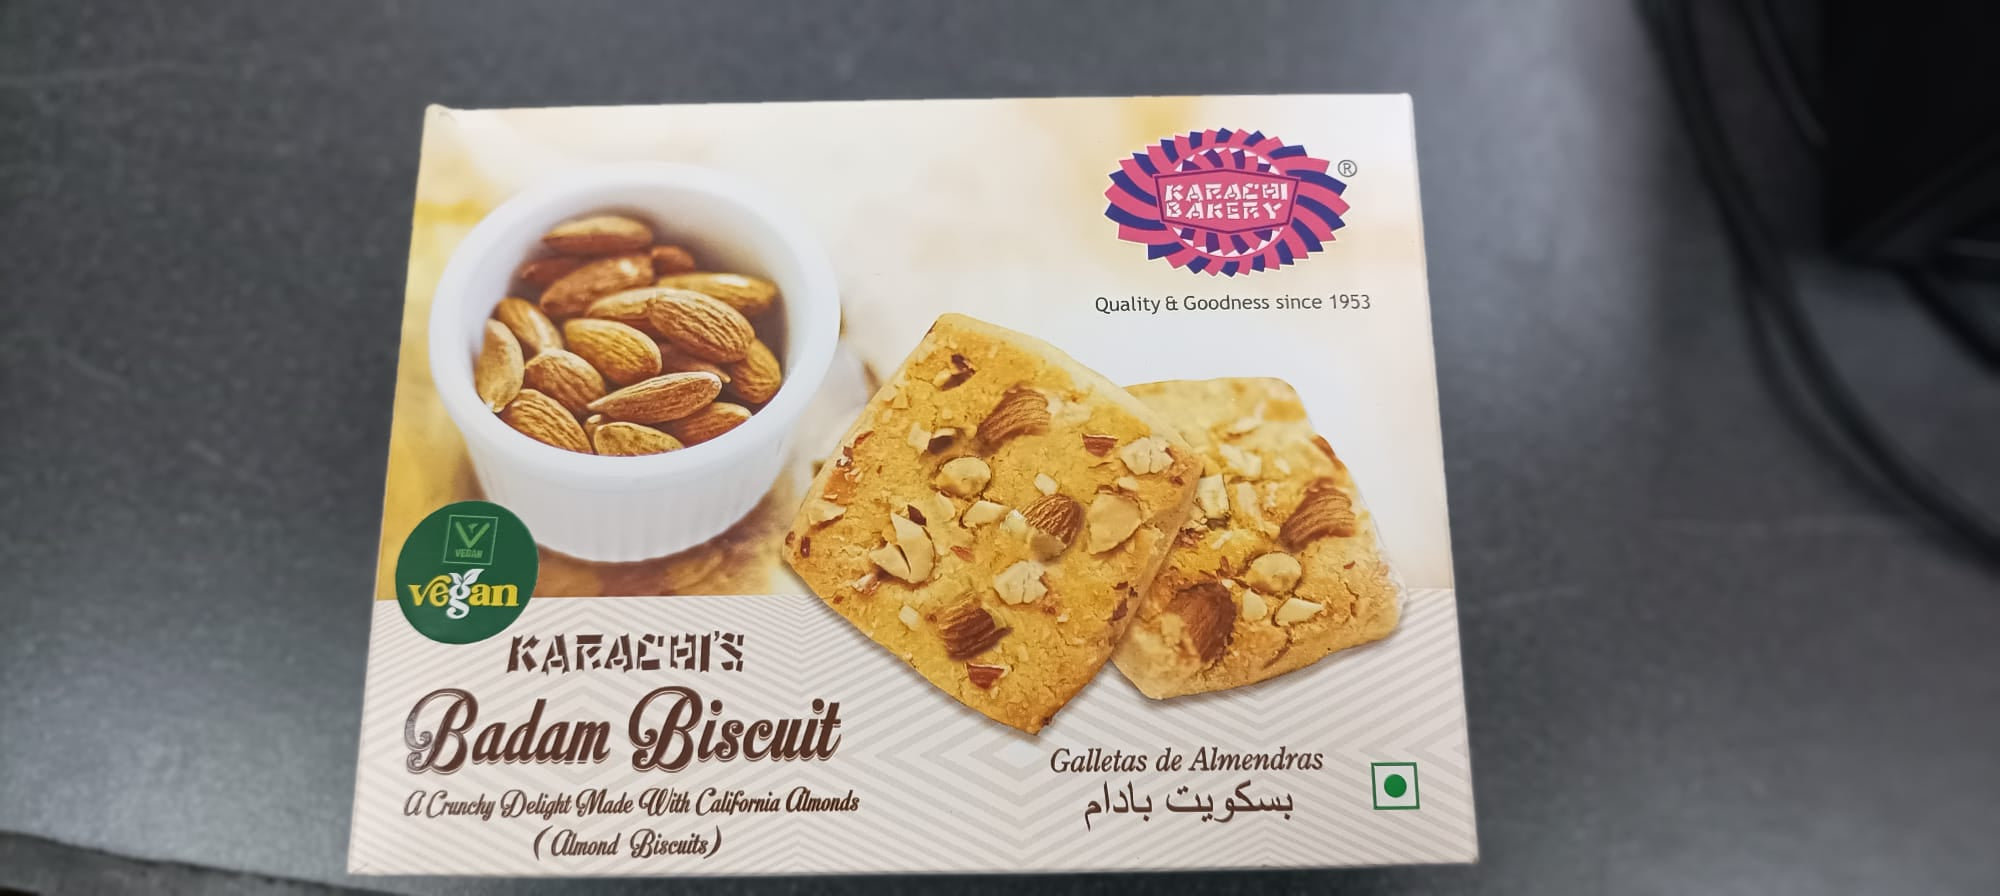 KARACHI
BAKERY
®
Quality & Goodness since 1953
VEGAN
vegan
KARACHI'S
Badam Biscuit
A Crunchy Delight Made With California Almonds
(Almond Biscuits)
Galletas de Almendras
بسكويت بادام